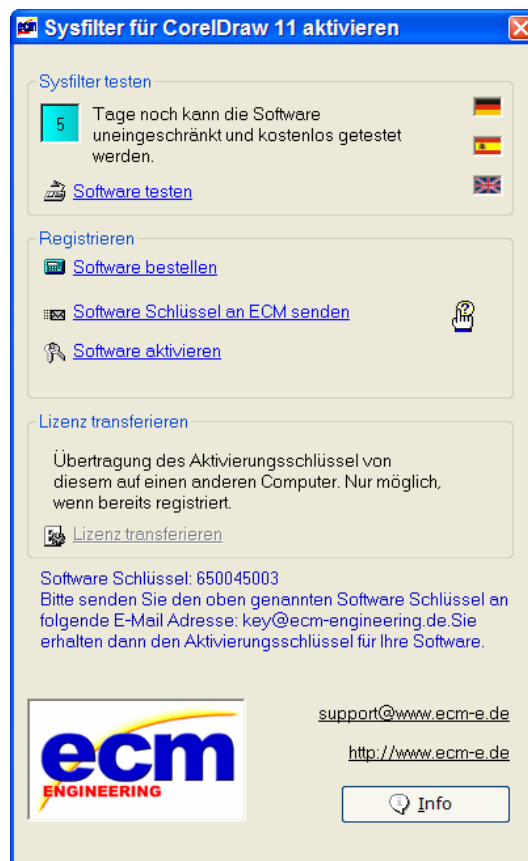 Sysfilter für CorelDraw 11 aktivieren
Sysfilter testen
5
Tage noch kann die Software
uneingeschränkt und kostenlos getestet
werden.
Software testen
Registrieren
Software bestellen
Software Schlüssel an ECM senden
Software aktivieren
Lizenz transferieren
Übertragung des Aktivierungsschlüssel von
diesem auf einen anderen Computer. Nur möglich,
wenn bereits registriert.
Lizenz transferieren
Software Schlüssel: 650045003
Bitte senden Sie den oben genannten Software Schlüssel an
folgende E-Mail Adresse: key@ecm-engineering.de.Sie
erhalten dann den Aktivierungsschlüssel für Ihre Software.
support@www.ecm-e.de
http://www.ecm-e.de
ecm
ENGINEERING
Info